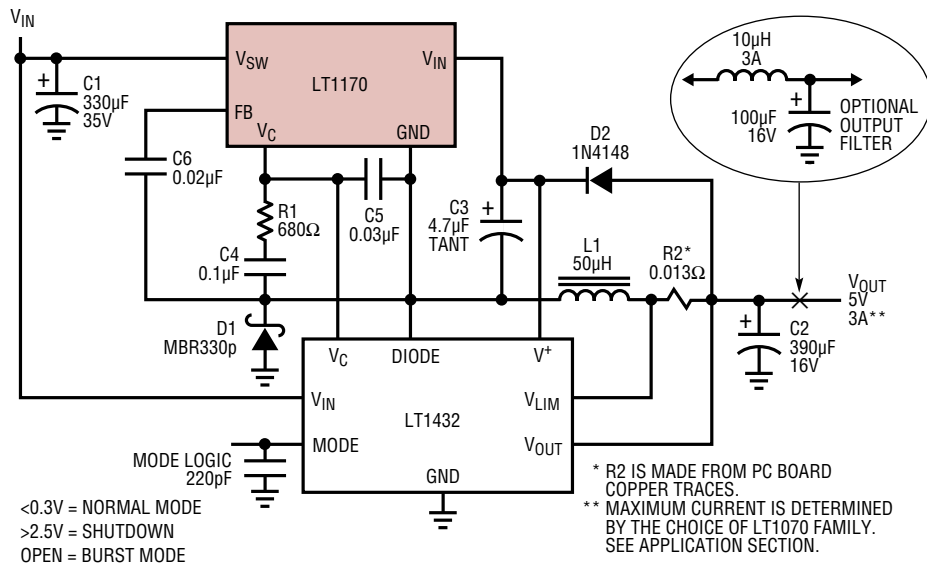 VIN
C1
330µF
35V
VSW
VIN
LT1170
FB
VC
GND
C6
0.02µF
R1
680Ω
C4
0.1µF
C5
0.03µF
C3
4.7µF
TANT
D2
1N4148
L1
50µH
R2*
0.013Ω
10µH
3A
100µF
16V
OPTIONAL
OUTPUT
FILTER
VOUT
5V
3A**
C2
390µF
16V
D1
MBR330p
VC
DIODE
V+
VIN
VLIM
LT1432
MODE
VOUT
GND
MODE LOGIC
220pF
<0.3V = NORMAL MODE
>2.5V = SHUTDOWN
OPEN = BURST MODE
* R2 IS MADE FROM PC BOARD
COPPER TRACES.
** MAXIMUM CURRENT IS DETERMINED
BY THE CHOICE OF LT1070 FAMILY.
SEE APPLICATION SECTION.